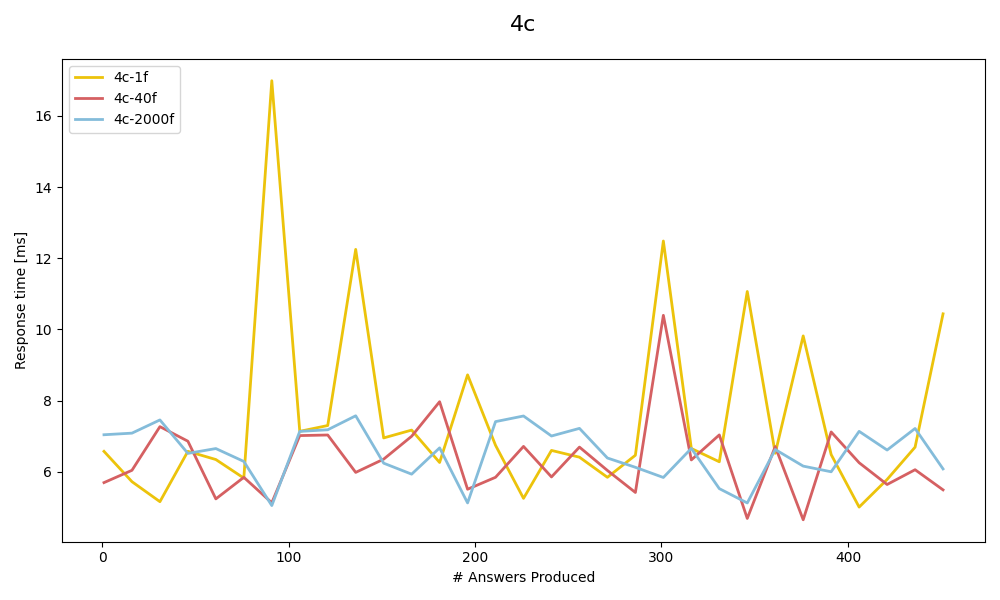 4c
4c-1f
4c-40f
4c-2000f
Response time [ms]
16
14
12
10
8
6
0 100 200 300 400
# Answers Produced